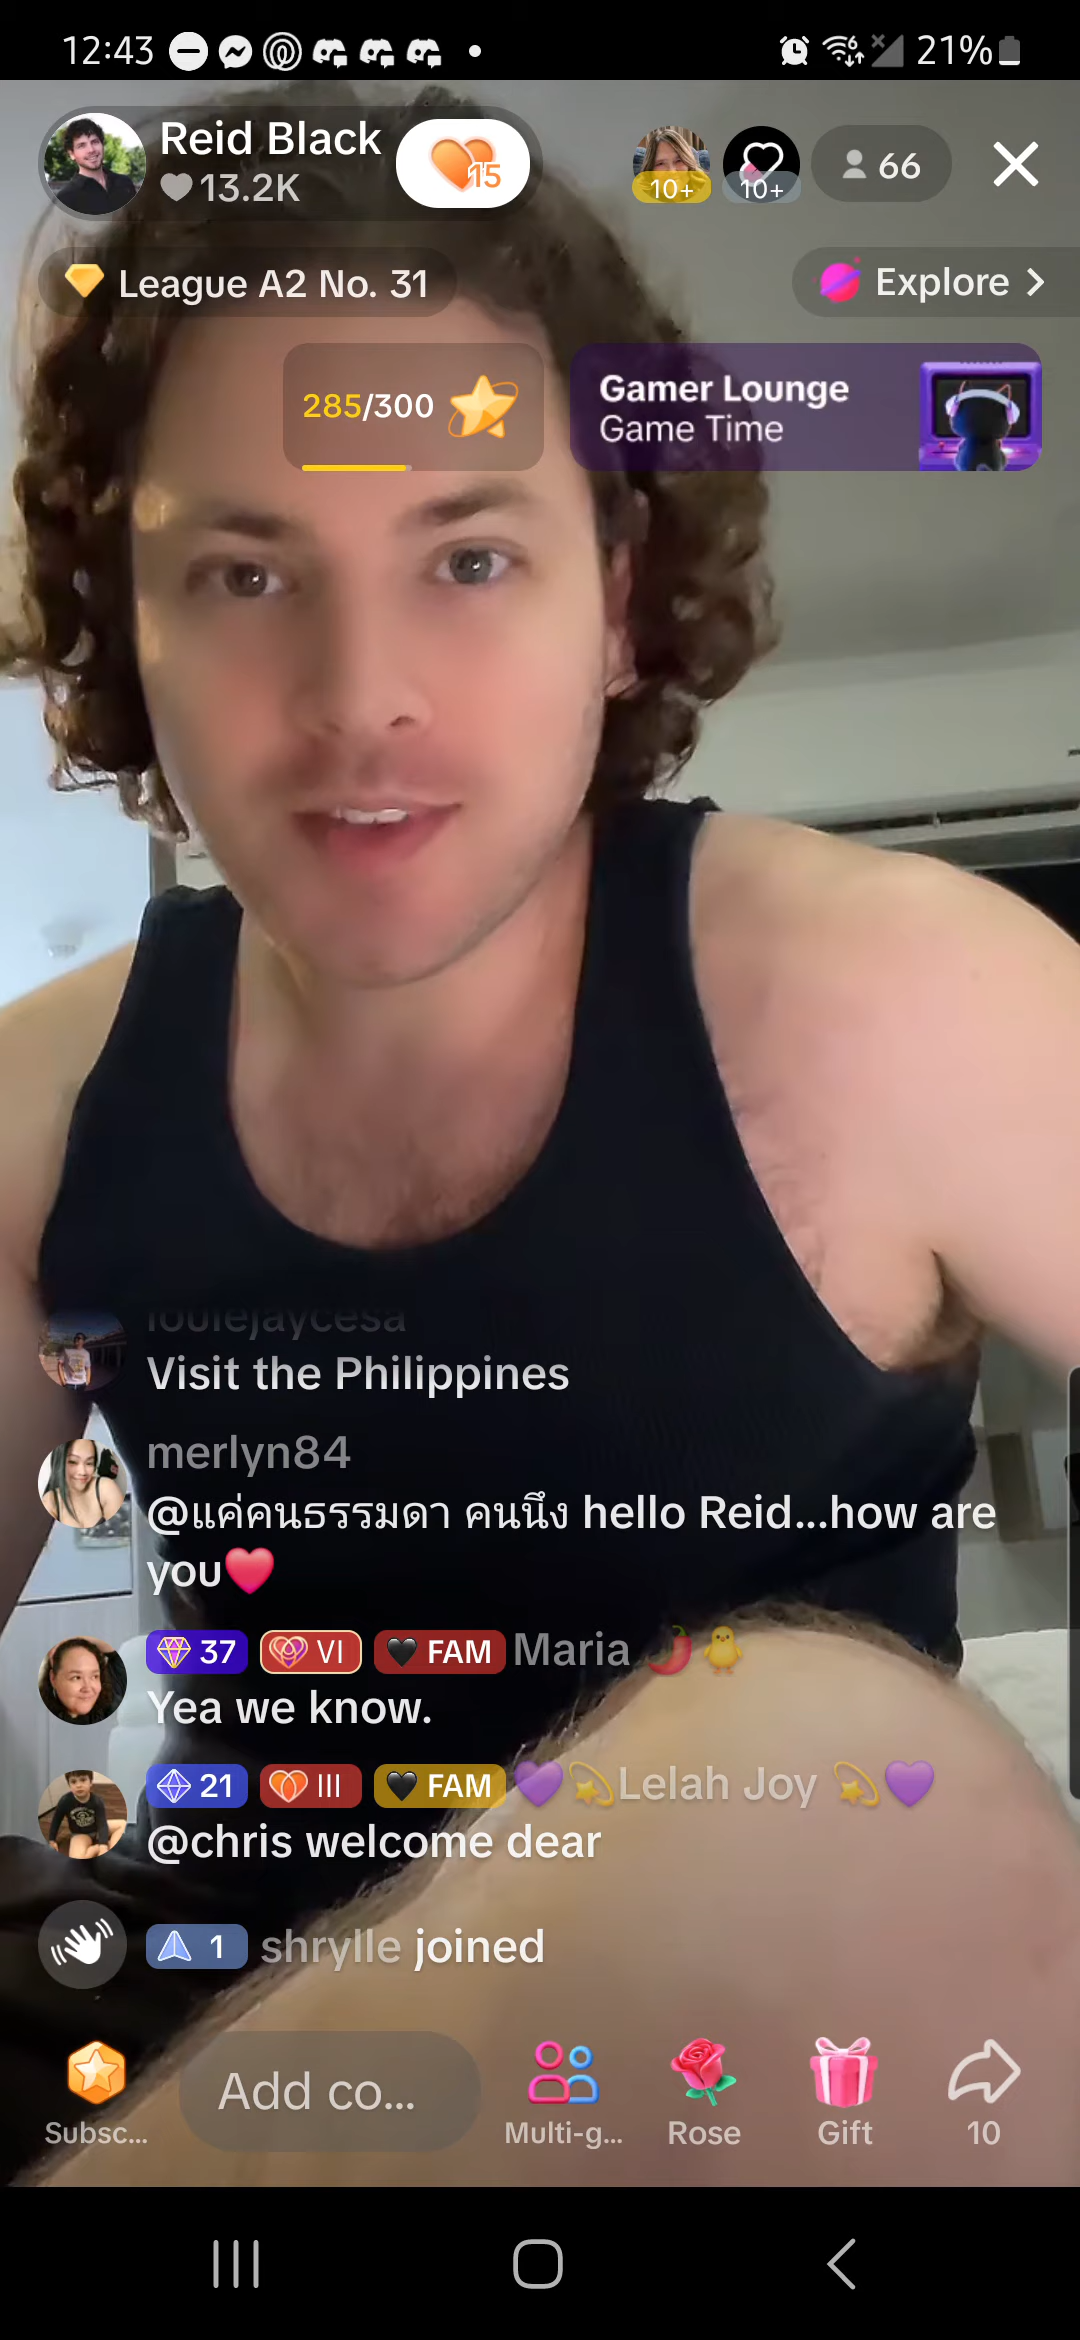 12:43
21%
Reid Black
13.2K
15
10+
10+
66
League A2 No. 31
Explore
285/300
Gamer Lounge
Game Time
louiejaycesa
Visit the Philippines
merlyn84
@แค่คนธรรมดา คนนึง hello Reid...how are
you
37 VI FAM Maria
Yea we know.
21 III FAM Lelah Joy
@chris welcome dear
1 shrylle joined
Add co...
Subsc...
Multi-g...
Rose
Gift
10